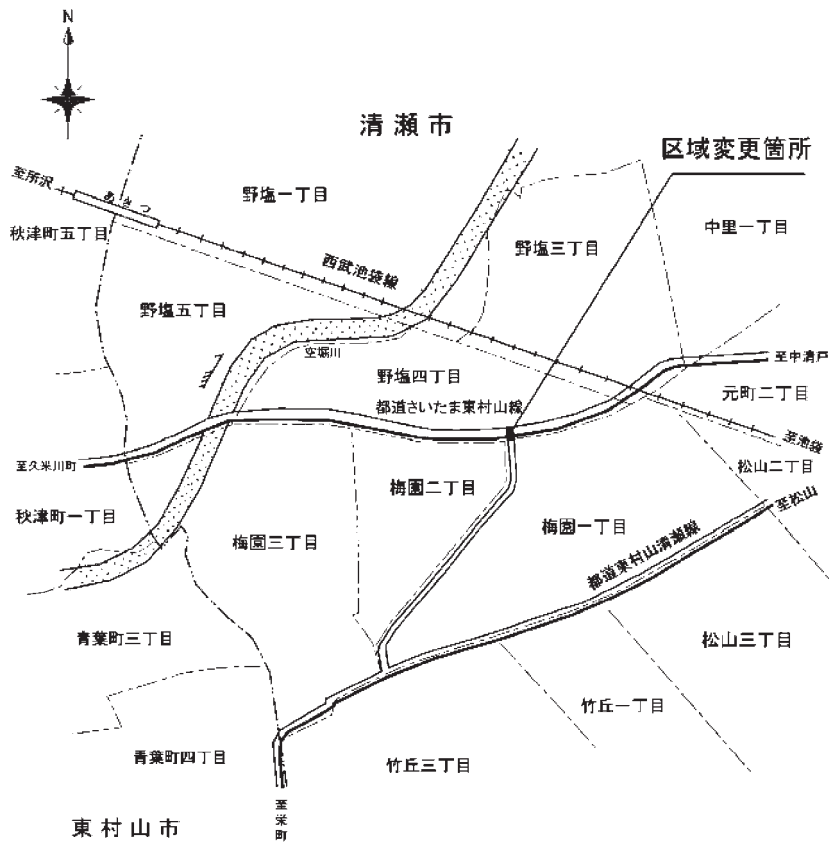 N
清瀬市
区域変更箇所
至所沢
あきつ
野塩一丁目
秋津町五丁目
野塩三丁目
中里一丁目
西武池袋線
野塩五丁目
空堀川
野塩四丁目
至中清戸
都道さいたま東村山線
元町二丁目
至池袋
至久米川町
松山二丁目
梅園二丁目
至松山
秋津町一丁目
梅園三丁目
梅園一丁目
都道東村山清瀬線
青葉町三丁目
松山三丁目
竹丘一丁目
青葉町四丁目
竹丘三丁目
至栄町
東村山市